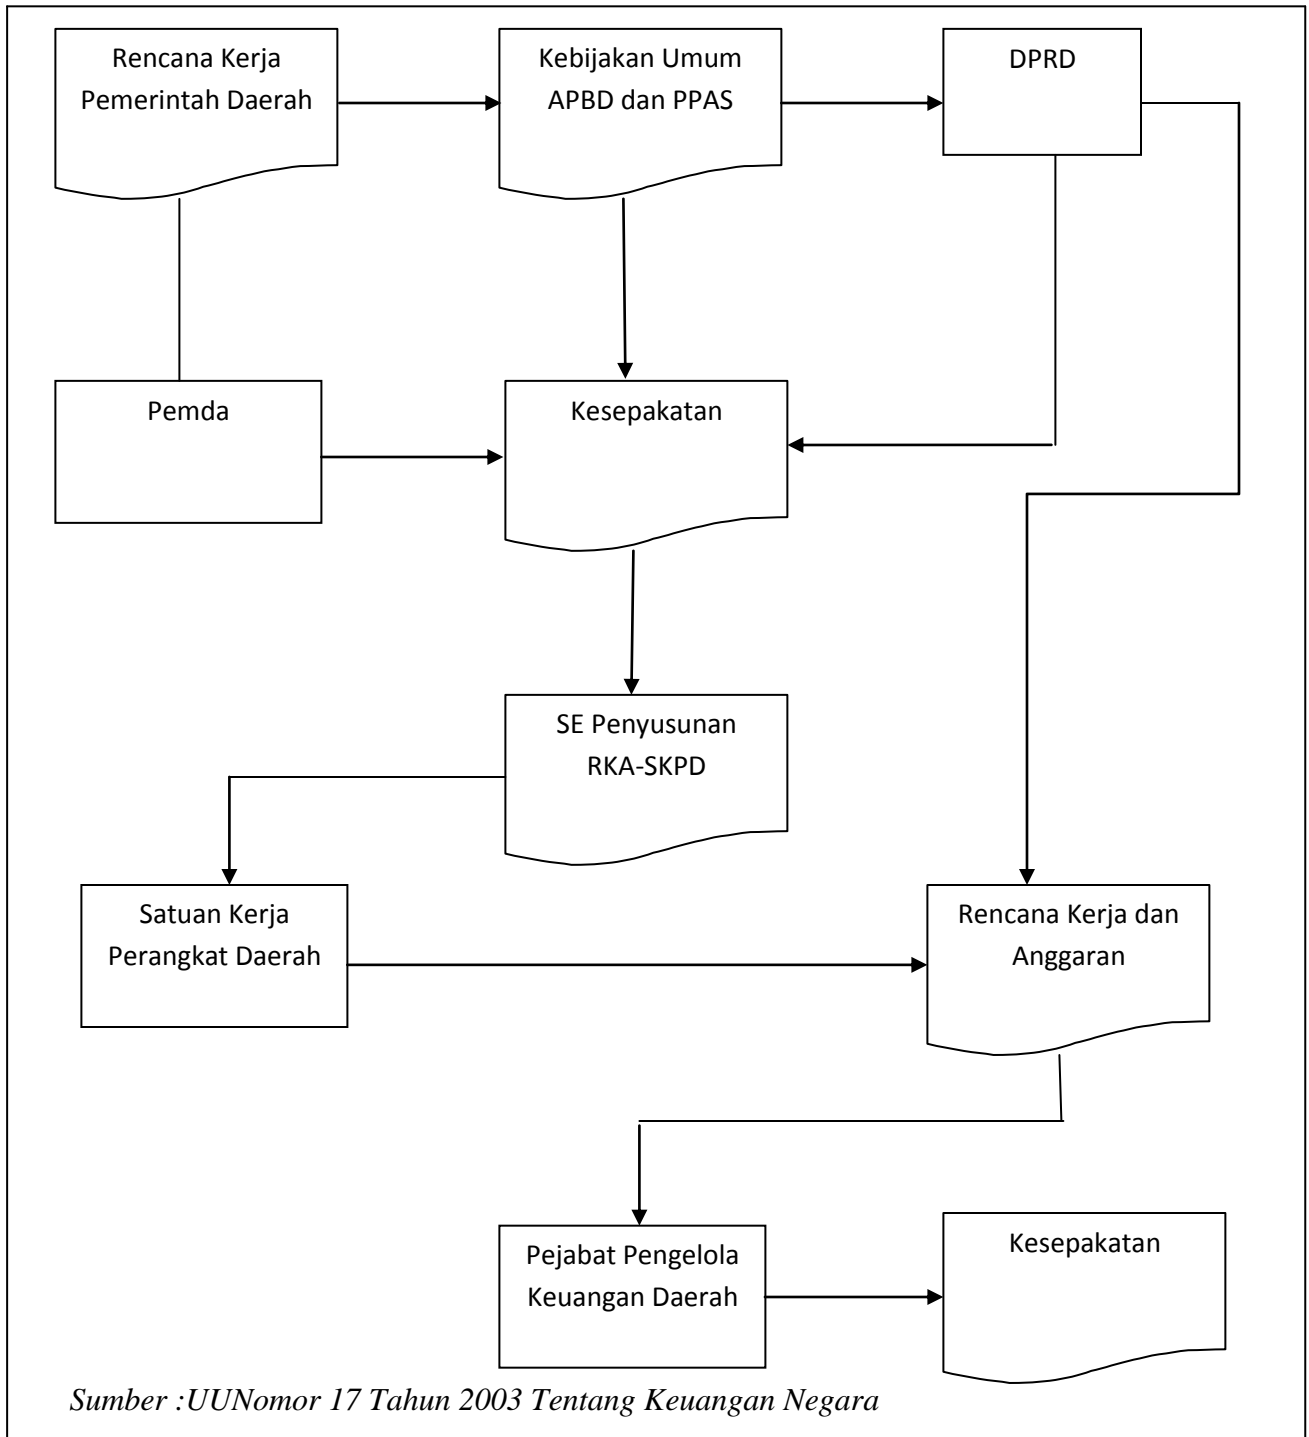 Rencana Kerja
Pemerintah Daerah
Kebijakan Umum
APBD dan PPAS
DPRD
Pemda
Kesepakatan
SE Penyusunan
RKA-SKPD
Satuan Kerja
Perangkat Daerah
Rencana Kerja dan
Anggaran
Pejabat Pengelola
Keuangan Daerah
Kesepakatan
Sumber :UUNomor 17 Tahun 2003 Tentang Keuangan Negara